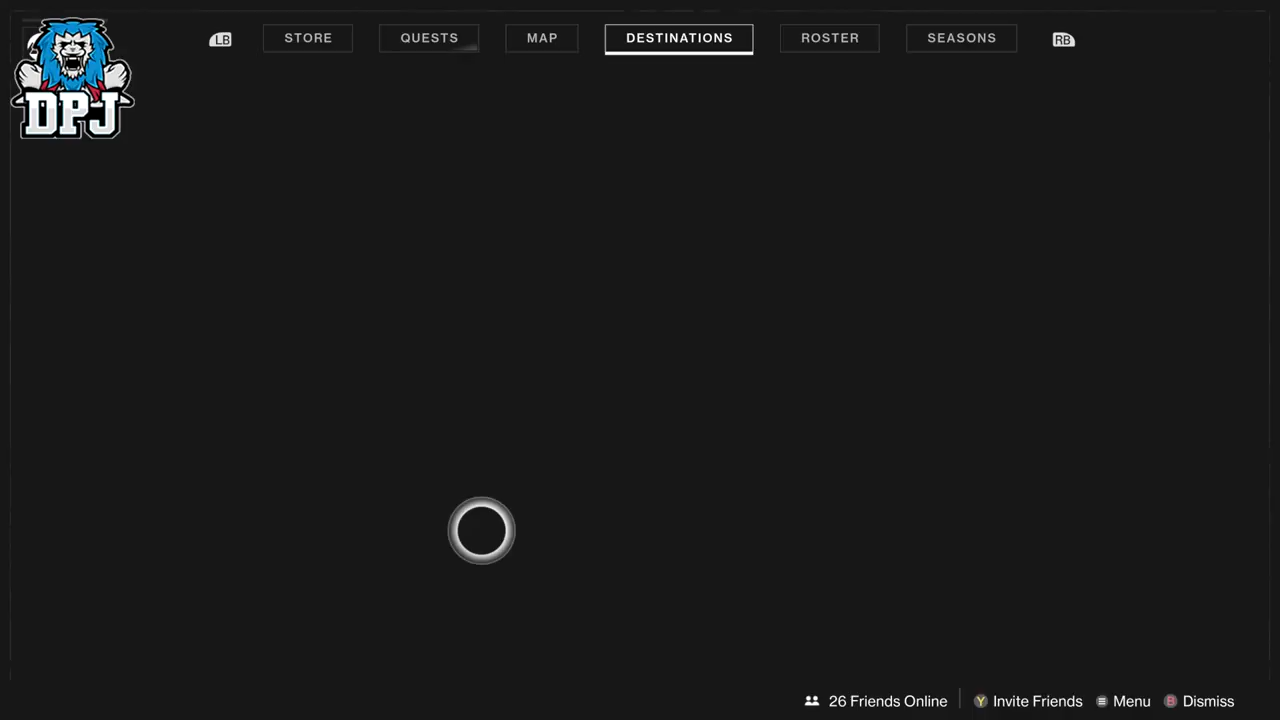 LB
STORE
QUESTS
MAP
DESTINATIONS
ROSTER
SEASONS
RB
DPJ
26 Friends Online
Y Invite Friends
Menu
B Dismiss